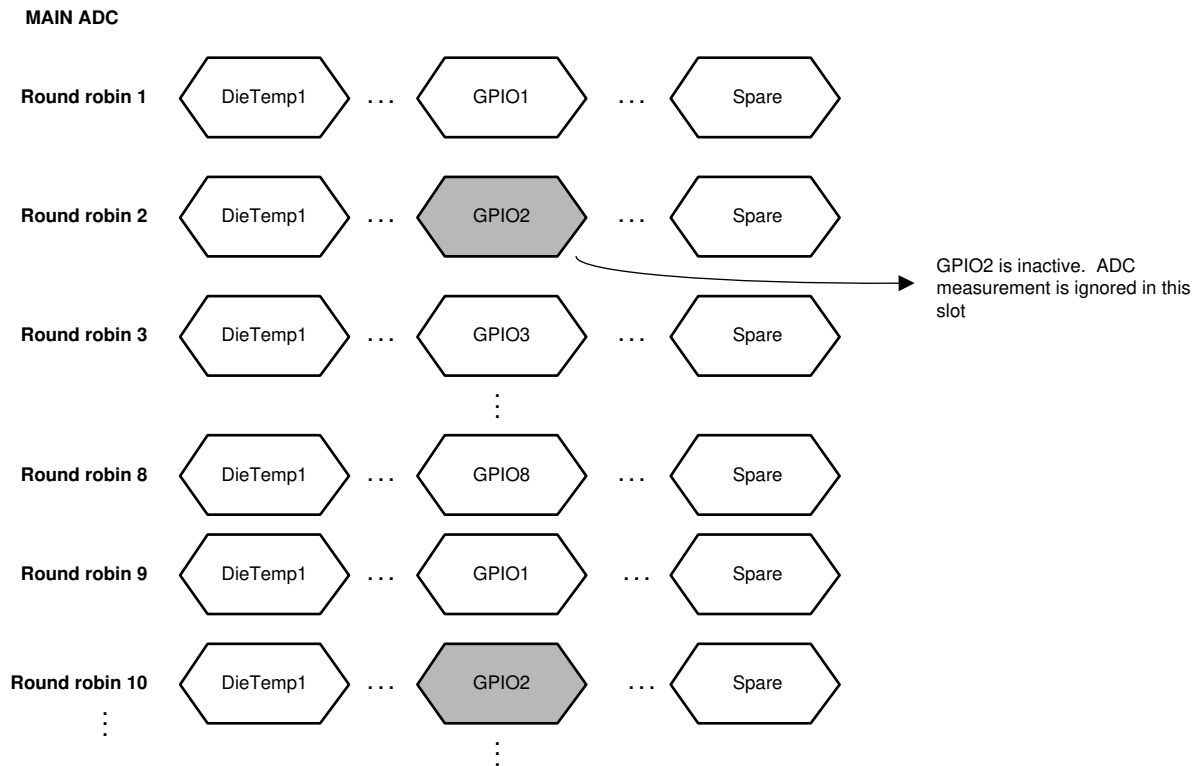 MAIN ADC
Round robin 1 DieTemp1 ... GPIO1 ... Spare
Round robin 2 DieTemp1 ... GPIO2 ... Spare
GPIO2 is inactive. ADC
measurement is ignored in this
slot
Round robin 3 DieTemp1 ... GPIO3 ... Spare
Round robin 8 DieTemp1 ... GPIO8 ... Spare
Round robin 9 DieTemp1 ... GPIO1 ... Spare
Round robin 10 DieTemp1 ... GPIO2 ... Spare